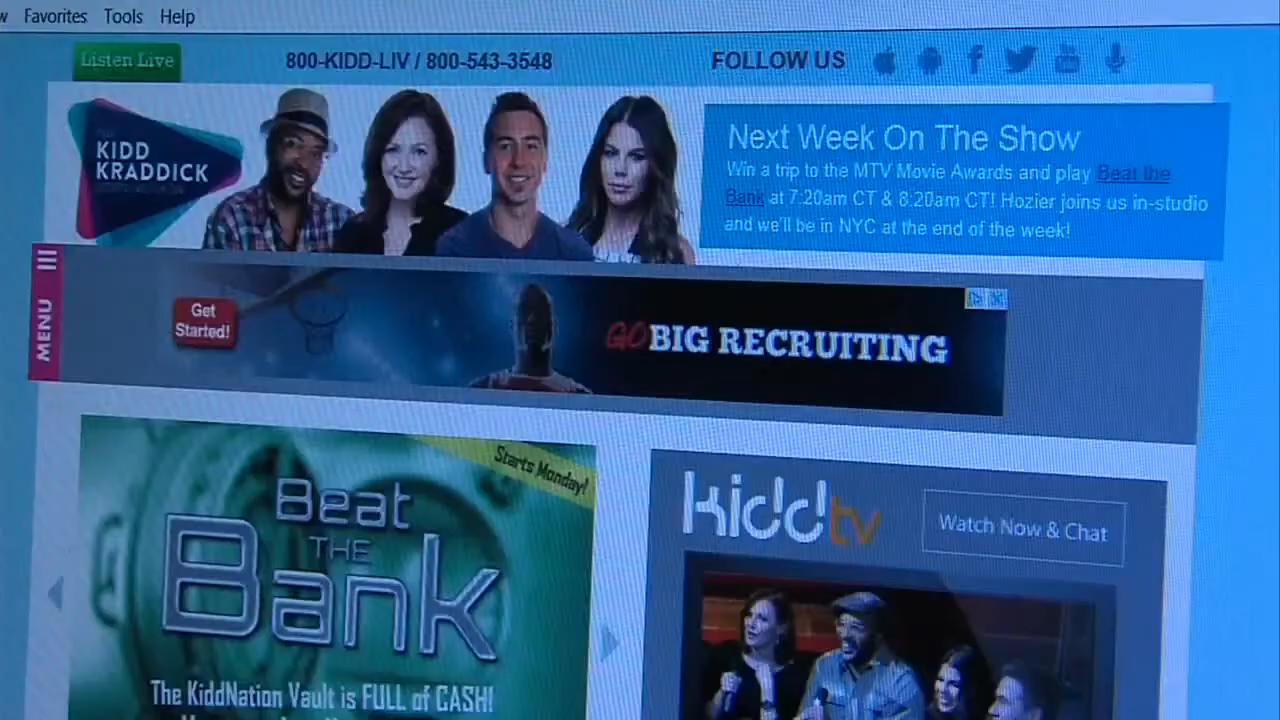 Favorites Tools Help
Listen Live
800-KIDD-LIV / 800-543-3548
FOLLOW US
KIDD
KRADDICK
Next Week On The Show
Win a trip to the MTV Movie Awards and play Beat the
Bank at 7:20am CT & 8:20am CT! Hozier joins us in-studio
and we'll be in NYC at the end of the week!
MENU
Get
Started!
GO BIG RECRUITING
Starts Monday!
Beat
THE
Bank
The KiddNation Vault is FULL of CASH!
kiddtv
Watch Now & Chat